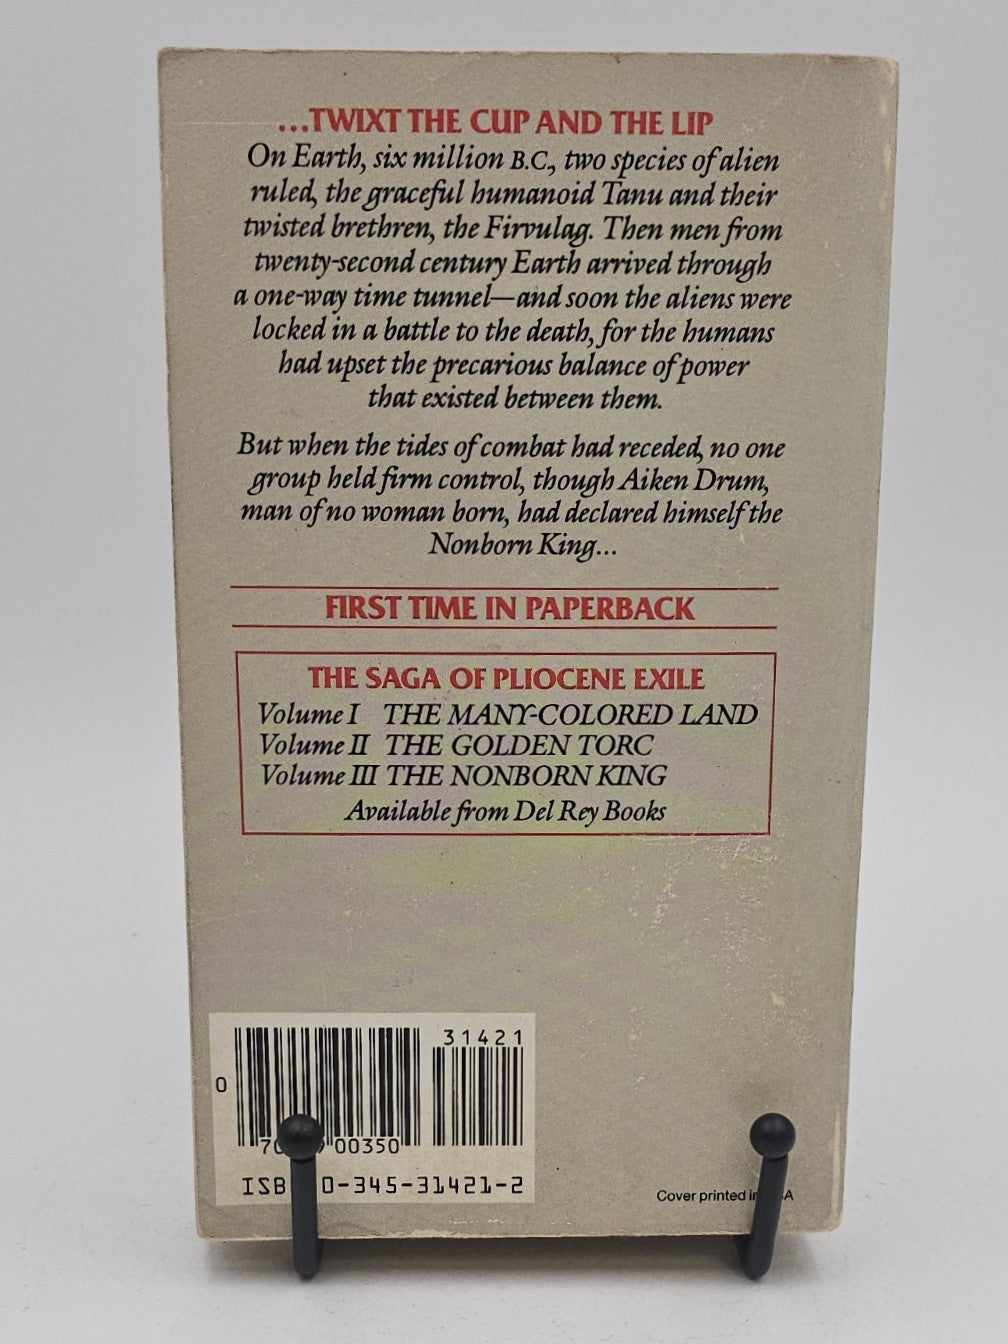 ...TWIXT THE CUP AND THE LIP
On Earth, six million B.C., two species of alien
ruled, the graceful humanoid Tanu and their
twisted brethren, the Firvulag. Then men from
twenty-second century Earth arrived through
a one-way time tunnel—and soon the aliens were
locked in a battle to the death, for the humans
had upset the precarious balance of power
that existed between them.
But when the tides of combat had receded, no one
group held firm control, though Aiken Drum,
man of no woman born, had declared himself the
Nonborn King...
FIRST TIME IN PAPERBACK
THE SAGA OF PLIOCENE EXILE
Volume I THE MANY-COLORED LAND
Volume II THE GOLDEN TORC
Volume III THE NONBORN KING
Available from Del Rey Books
31421
0
00350
ISBN 0-345-31421-2
Cover printed in